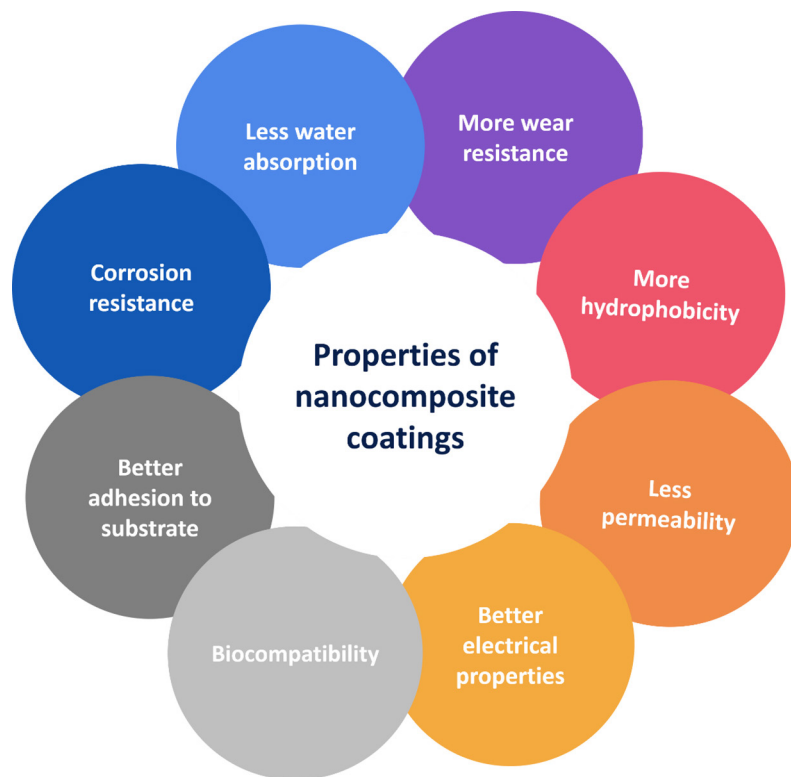 Properties of
nanocomposite
coatings
More wear
resistance
More
hydrophobicity
Less
permeability
Better
electrical
properties
Biocompatibility
Better
adhesion to
substrate
Corrosion
resistance
Less water
absorption